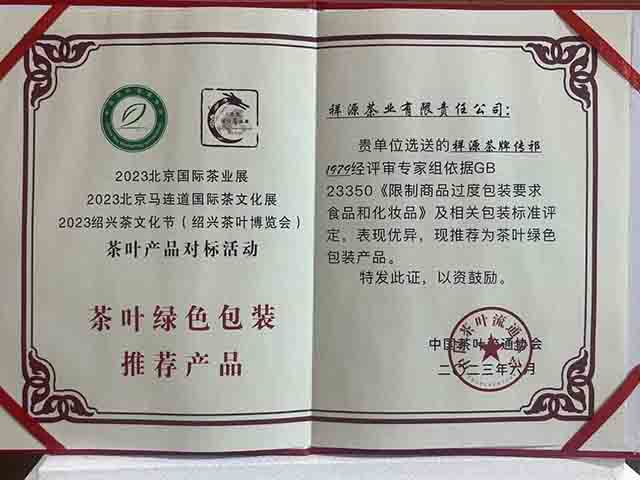 2023北京国际茶业展
2023北京马连道国际茶文化展
2023绍兴茶文化节（绍兴茶叶博览会）
茶叶产品对标活动
茶叶绿色包装
推荐产品
祥源茶业有限责任公司：
贵单位选送的祥源茶牌传祁
1979经评审专家组依据GB
23350《限制商品过度包装要求
食品和化妆品》及相关包装标准评
定，表现优异，现推荐为茶叶绿色
包装产品。
特发此证，以资鼓励。
中国茶叶流通协会
二〇二三年六月